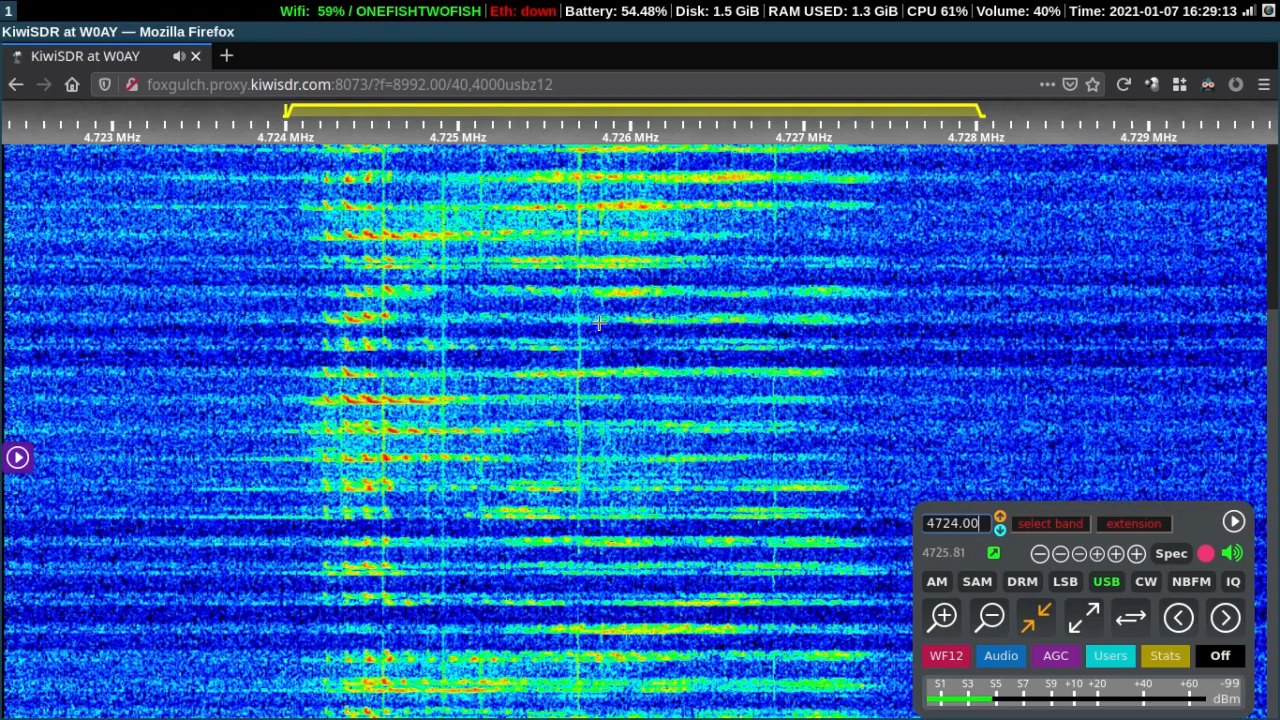 1 Wifi: 59% / ONEFISHTWOFISH Eth: down Battery: 54.48% Disk: 1.5 GiB RAM USED: 1.3 GiB CPU 61% Volume: 40% Time: 2021-01-07 16:29:13
KiwiSDR at W0AY — Mozilla Firefox
KiwiSDR at W0AY
foxgulch.proxy.kiwisdr.com:8073/?f=8992.00/40,4000usbz12
4.723 MHz 4.724 MHz 4.725 MHz 4.726 MHz 4.727 MHz 4.728 MHz 4.729 MHz
4724.00 select band extension
4725.81 Spec
AM SAM DRM LSB USB CW NBFM IQ
WF12 Audio AGC Users Stats Off
S1 S3 S5 S7 S9 +10 +20 +40 +60 -99
dBm